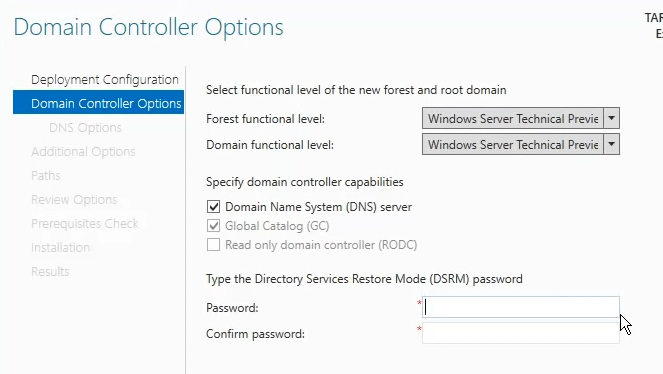 Domain Controller Options
TAR
Deployment Configuration
Domain Controller Options
DNS Options
Additional Options
Paths
Review Options
Prerequisites Check
Installation
Results
Select functional level of the new forest and root domain
Forest functional level:
Windows Server Technical Previe
Domain functional level:
Windows Server Technical Previe
Specify domain controller capabilities
Domain Name System (DNS) server
Global Catalog (GC)
Read only domain controller (RODC)
Type the Directory Services Restore Mode (DSRM) password
Password:
*
Confirm password:
*